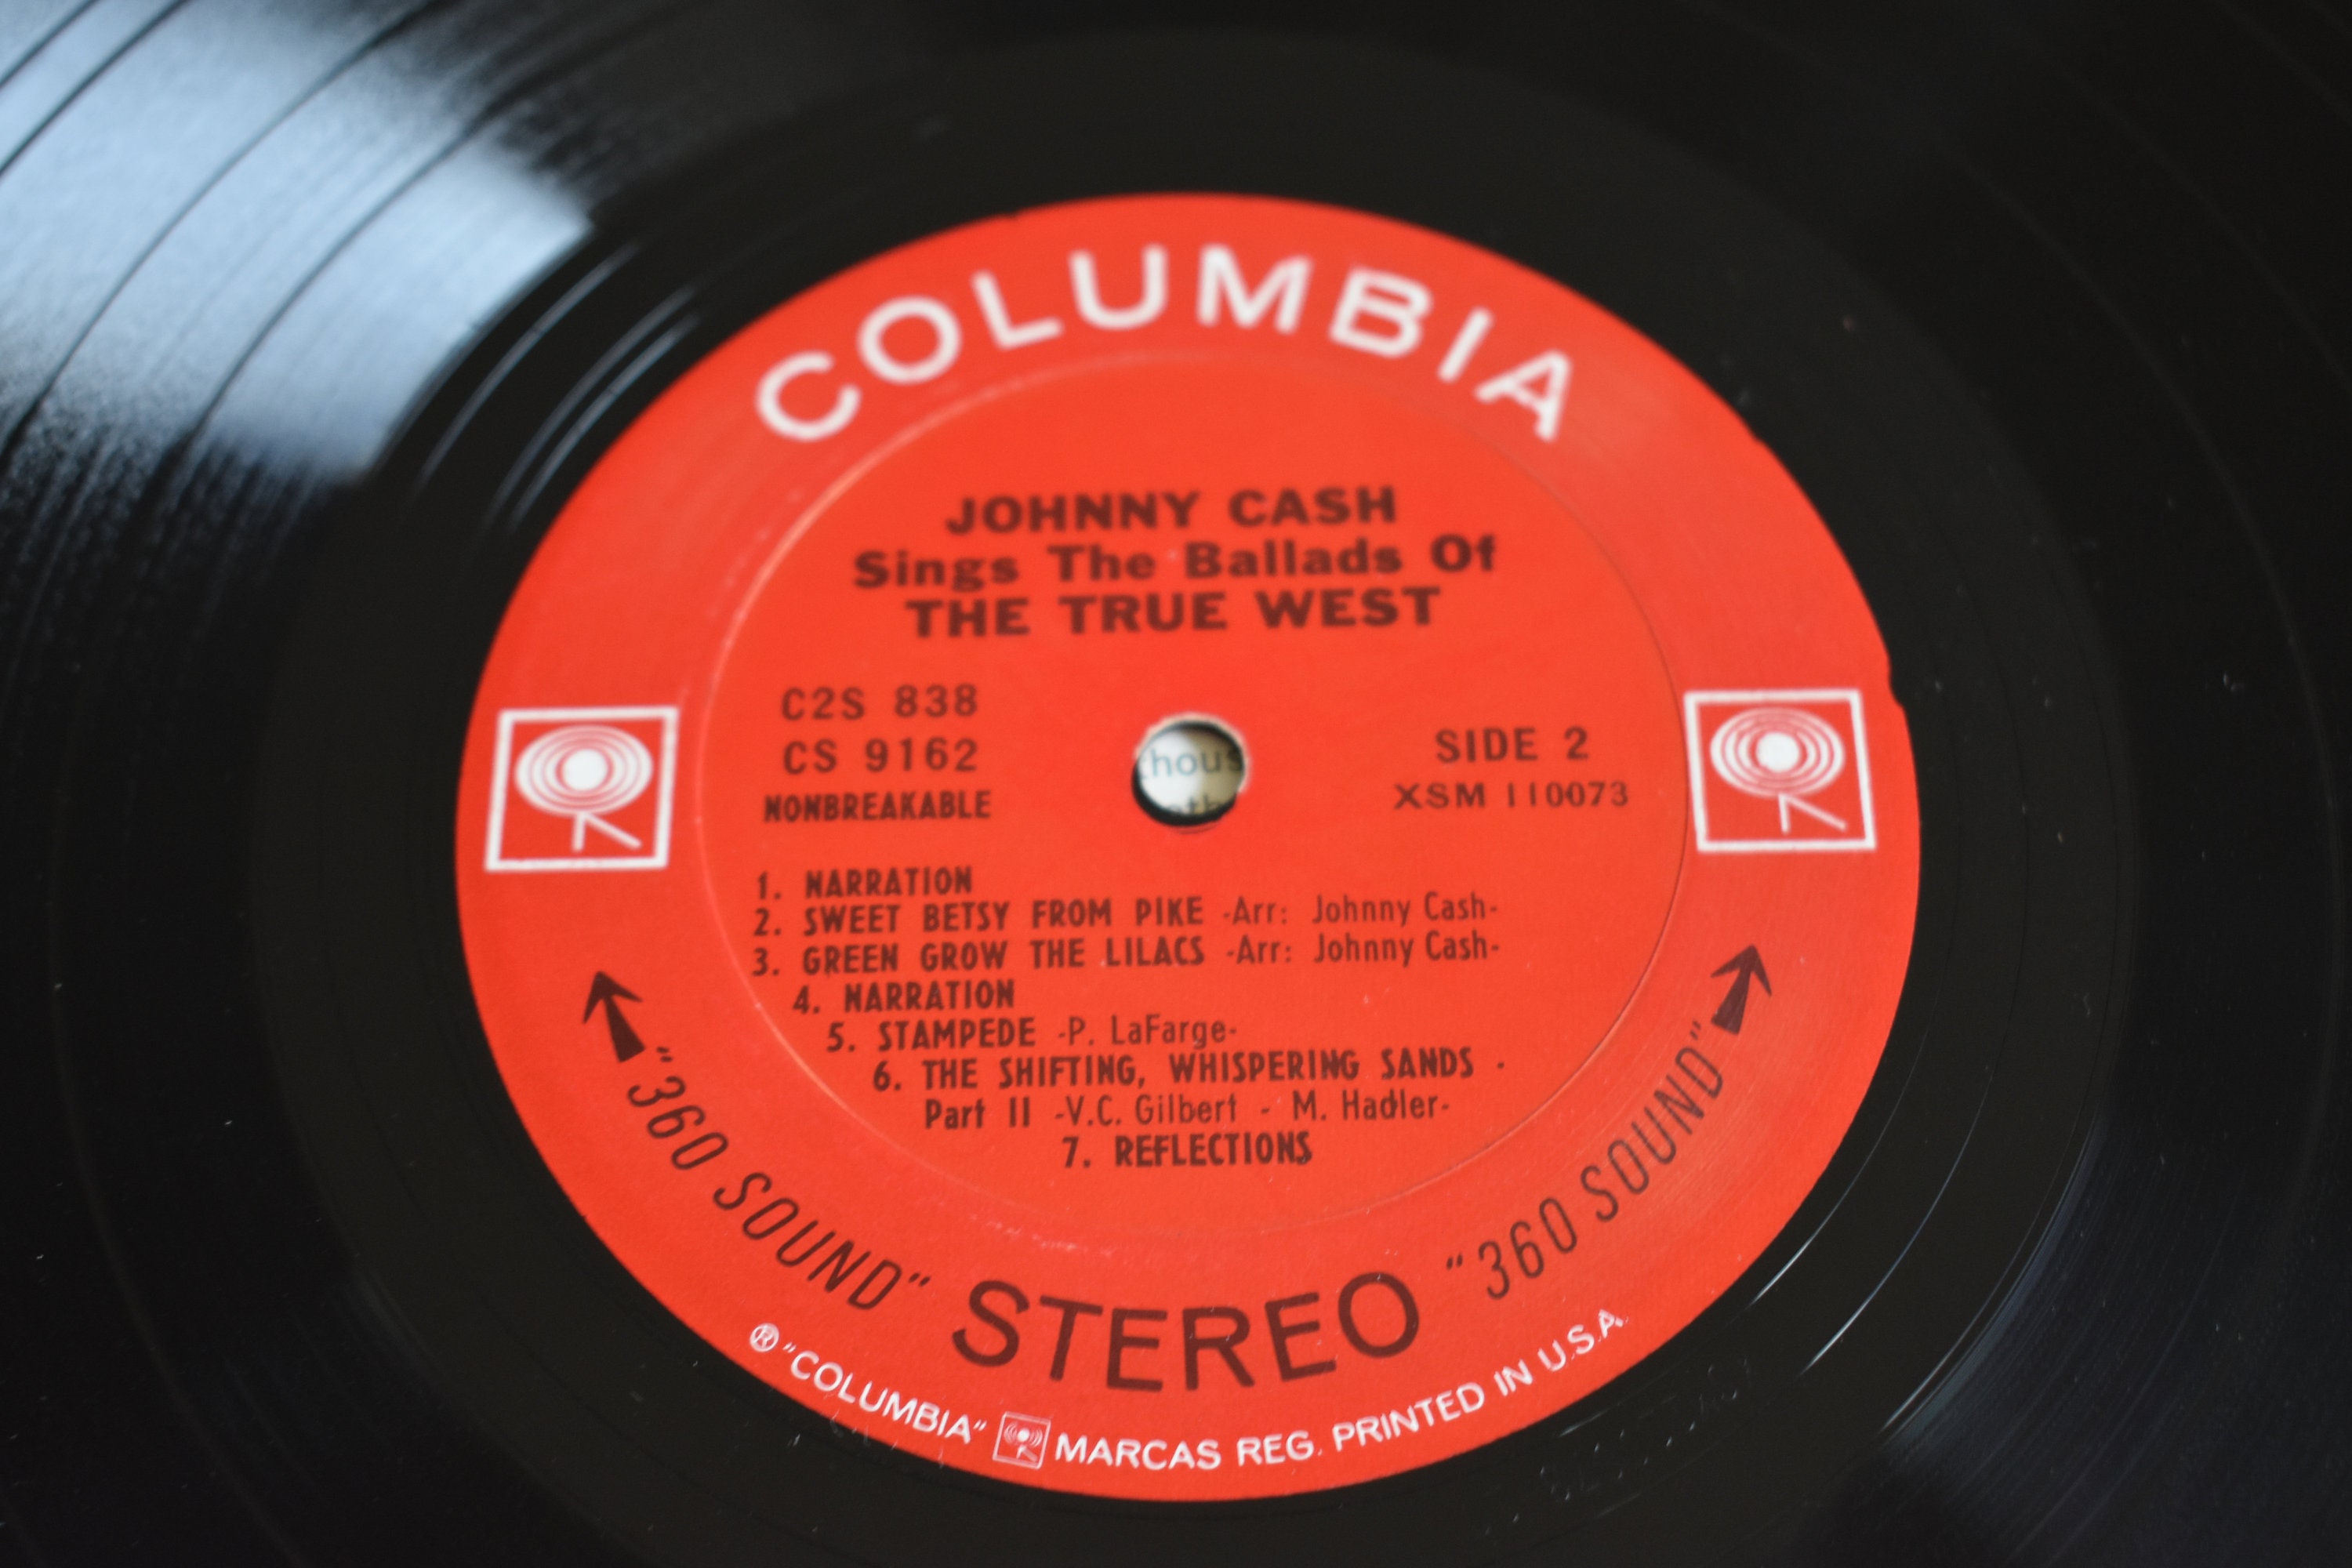 COLUMBIA
JOHNNY CASH
Sings The Ballads Of
THE TRUE WEST
C2S 838
CS 9162
NONBREAKABLE
SIDE 2
XSM 110073
hous
1. NARRATION
2. SWEET BETSY FROM PIKE -Arr: Johnny Cash-
3. GREEN GROW THE LILACS -Arr: Johnny Cash-
4. NARRATION
5. STAMPEDE -P. LaFarge-
6. THE SHIFTING, WHISPERING SANDS -
Part II -V.C. Gilbert - M. Hadler-
7. REFLECTIONS
"360 SOUND" STEREO "360 SOUND"
® "COLUMBIA" MARCAS REG. PRINTED IN U.S.A.